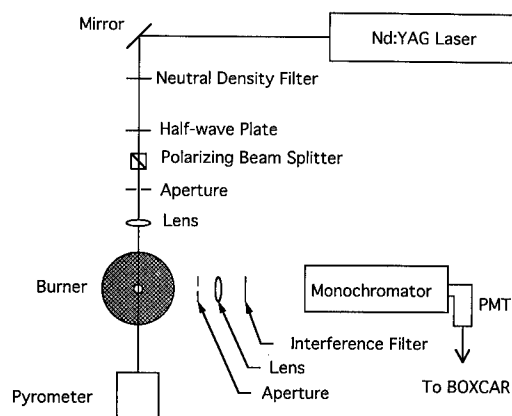 Mirror
Nd:YAG Laser
Neutral Density Filter
Half-wave Plate
Polarizing Beam Splitter
Aperture
Lens
Burner
Monochromator
PMT
Interference Filter
Lens
Aperture
Pyrometer
To BOXCAR